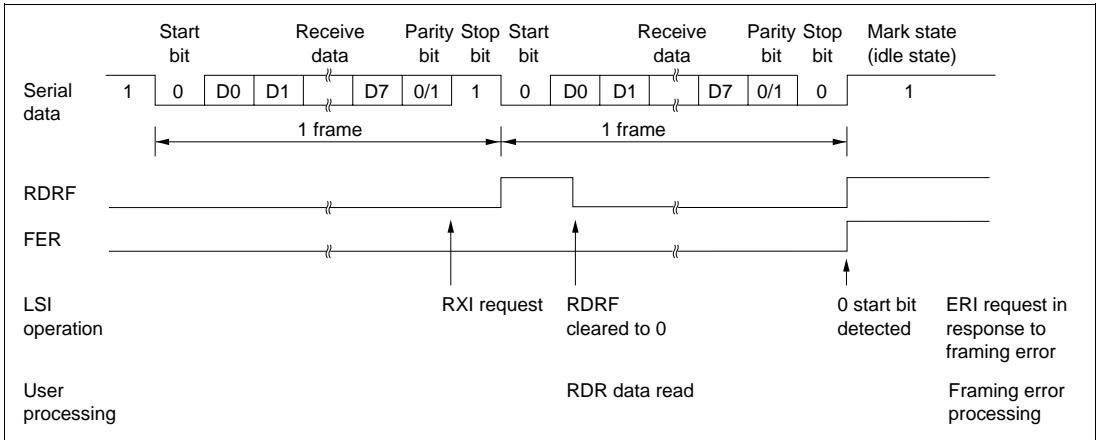 Start bit Receive data Parity bit Stop bit Start bit Receive data Parity bit Stop bit Mark state (idle state)
Serial data 1 0 D0 D1 D7 0/1 1 0 D0 D1 D7 0/1 0 1
1 frame 1 frame
RDRF
FER
LSI operation RXI request RDRF cleared to 0 0 start bit detected ERI request in response to framing error
User processing RDR data read Framing error processing